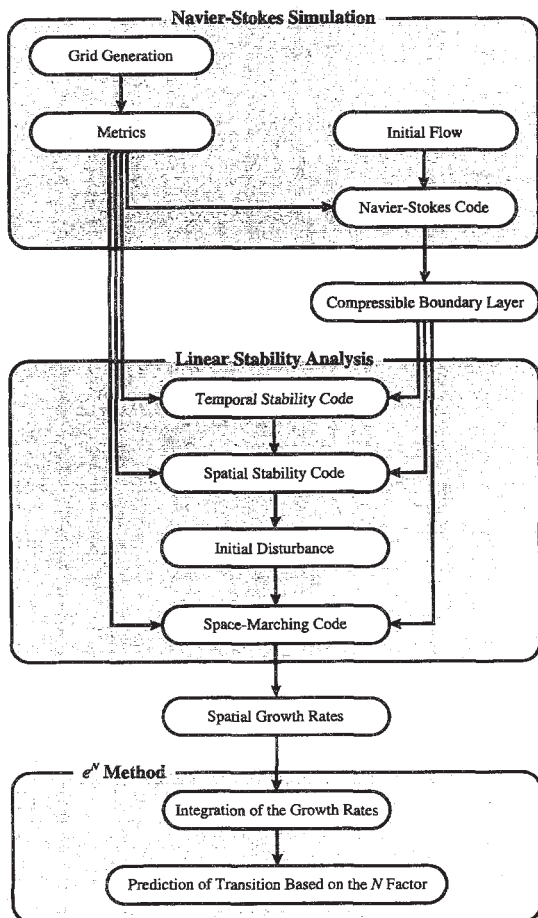 Navier-Stokes Simulation
Grid Generation
Metrics
Initial Flow
Navier-Stokes Code
Compressible Boundary Layer
Linear Stability Analysis
Temporal Stability Code
Spatial Stability Code
Initial Disturbance
Space-Marching Code
Spatial Growth Rates
e^N Method
Integration of the Growth Rates
Prediction of Transition Based on the N Factor